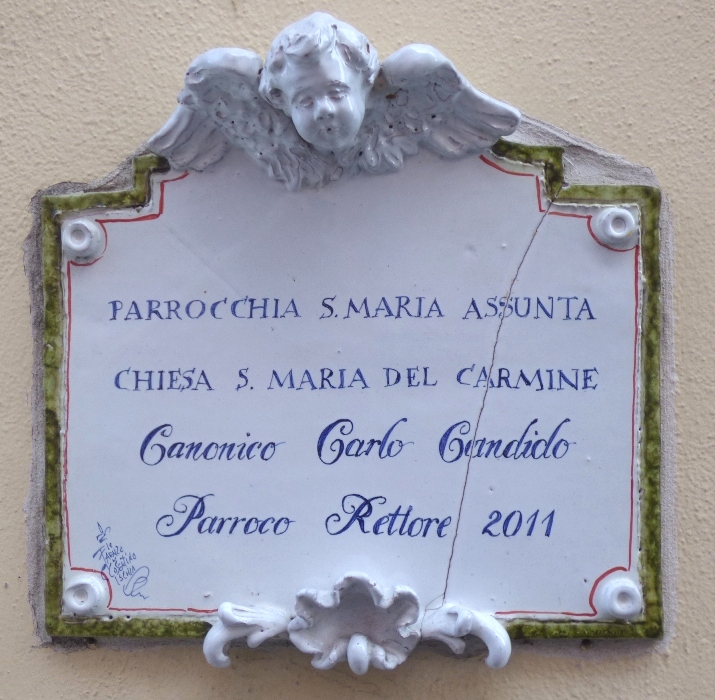 PARROCCHIA S. MARIA ASSUNTA
CHIESA S. MARIA DEL CARMINE
Canonico Carlo Candido
Parroco Rettore 2011